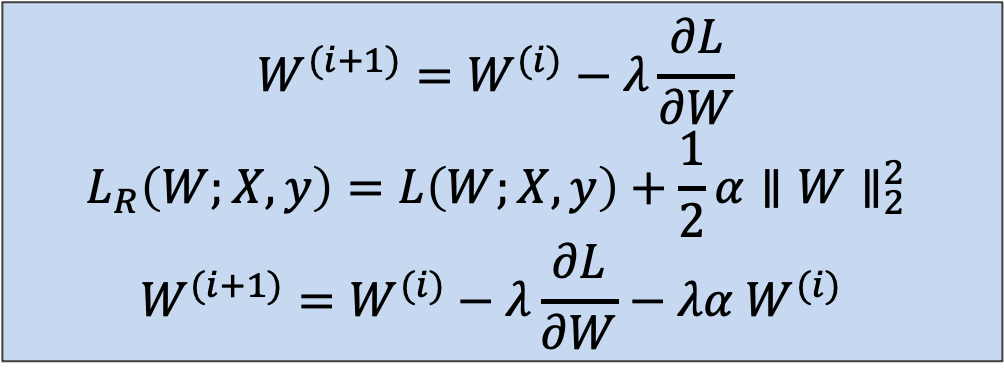 W^(i+1) = W^(i) − λ ∂L/∂W
L_R(W; X, y) = L(W; X, y) + 1/2 α ∥ W ∥_2^2
W^(i+1) = W^(i) − λ ∂L/∂W − λα W^(i)